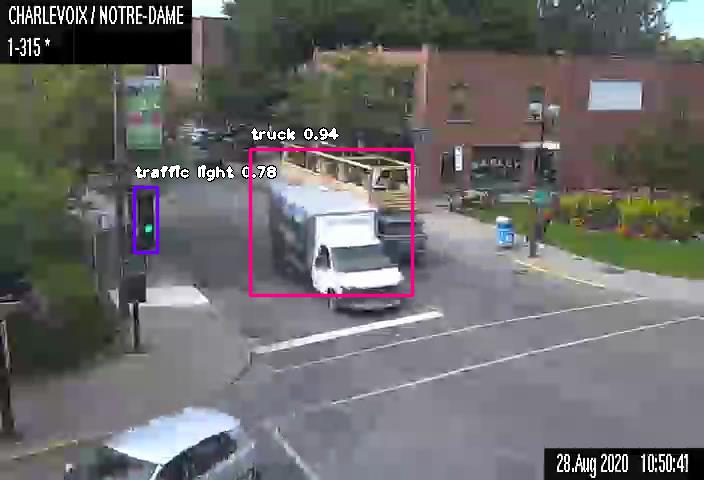 CHARLEVOIX / NOTRE-DAME
1-315 *
truck 0.94
traffic light 0.78
28.Aug 2020 10:50:41